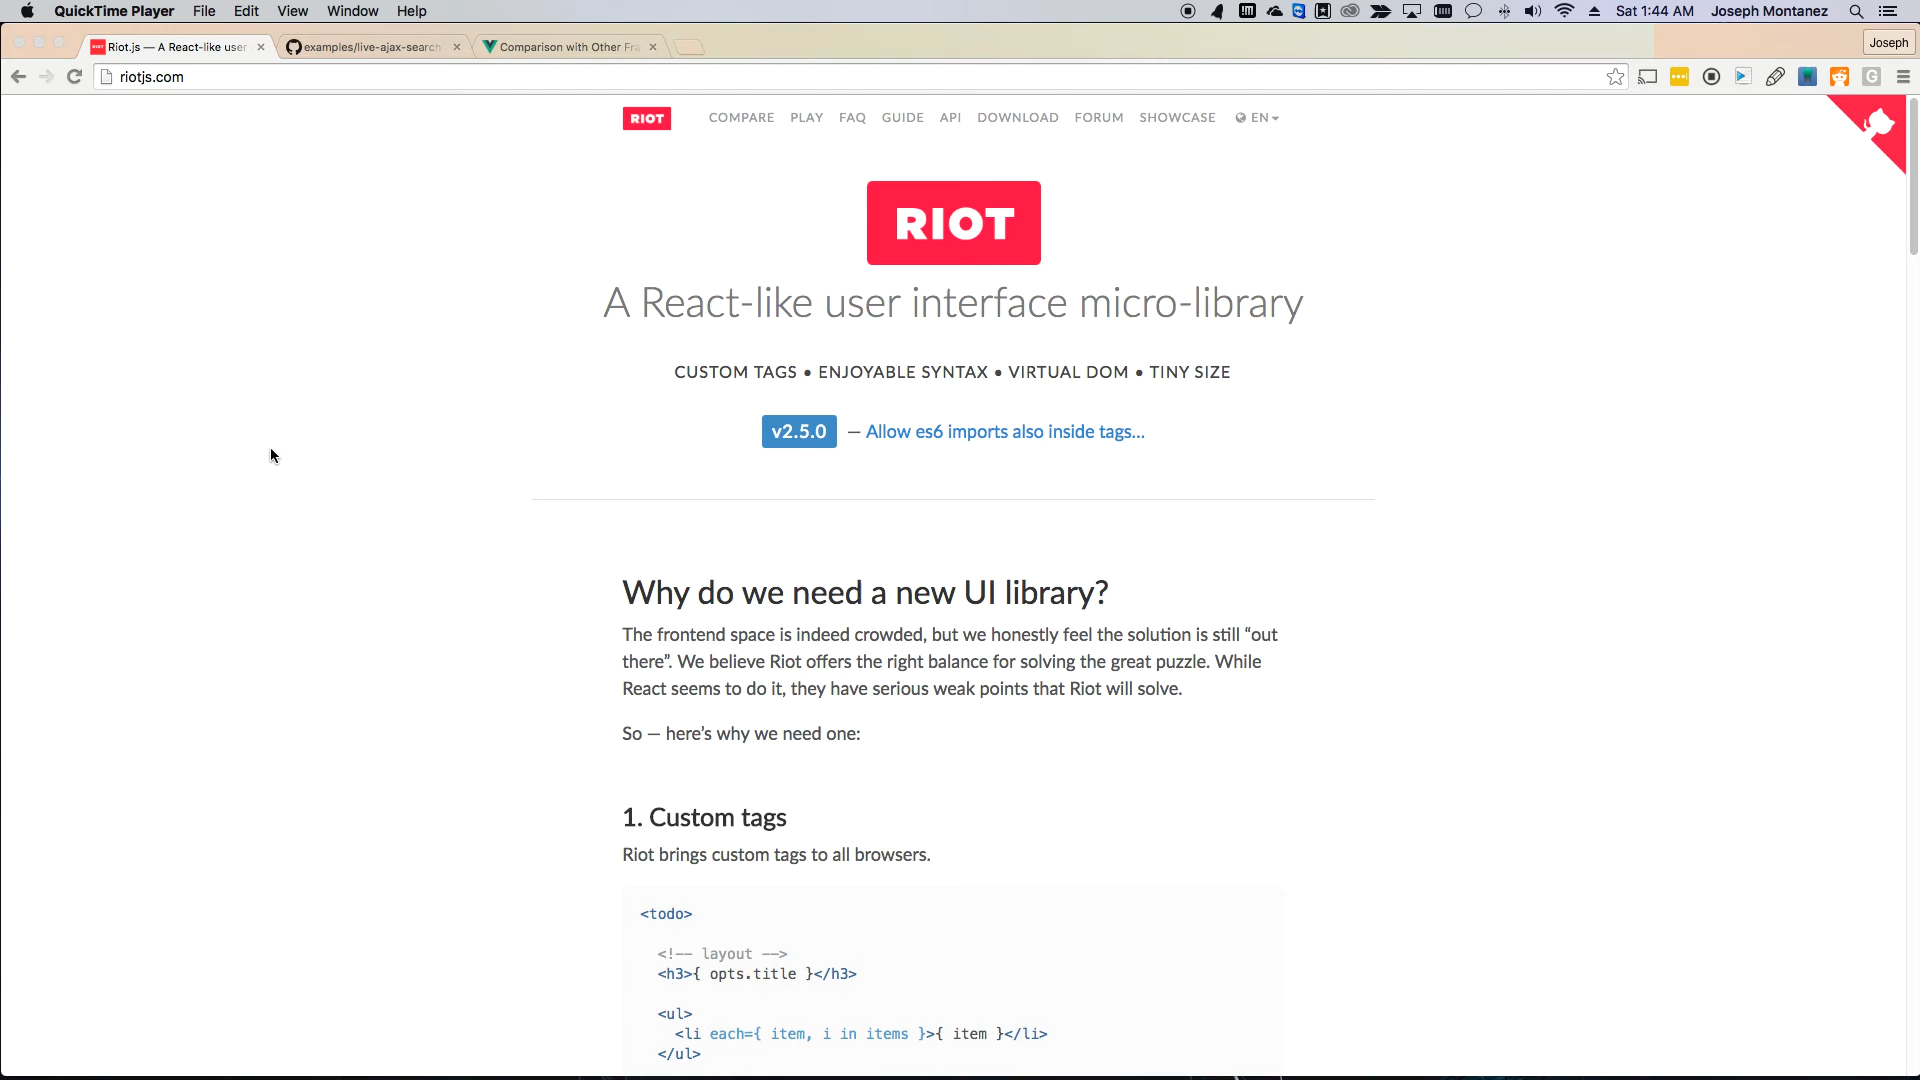 QuickTime Player File Edit View Window Help Sat 1:44 AM Joseph Montanez
Riot.js — A React-like user examples/live-ajax-search Comparison with Other Fra Joseph
riotjs.com
RIOT COMPARE PLAY FAQ GUIDE API DOWNLOAD FORUM SHOWCASE EN
RIOT
A React-like user interface micro-library
CUSTOM TAGS • ENJOYABLE SYNTAX • VIRTUAL DOM • TINY SIZE
v2.5.0 — Allow es6 imports also inside tags...
Why do we need a new UI library?
The frontend space is indeed crowded, but we honestly feel the solution is still “out
there”. We believe Riot offers the right balance for solving the great puzzle. While
React seems to do it, they have serious weak points that Riot will solve.
So — here’s why we need one:
1. Custom tags
Riot brings custom tags to all browsers.
<todo>
<!-- layout -->
<h3>{ opts.title }</h3>
<ul>
<li each={ item, i in items }>{ item }</li>
</ul>